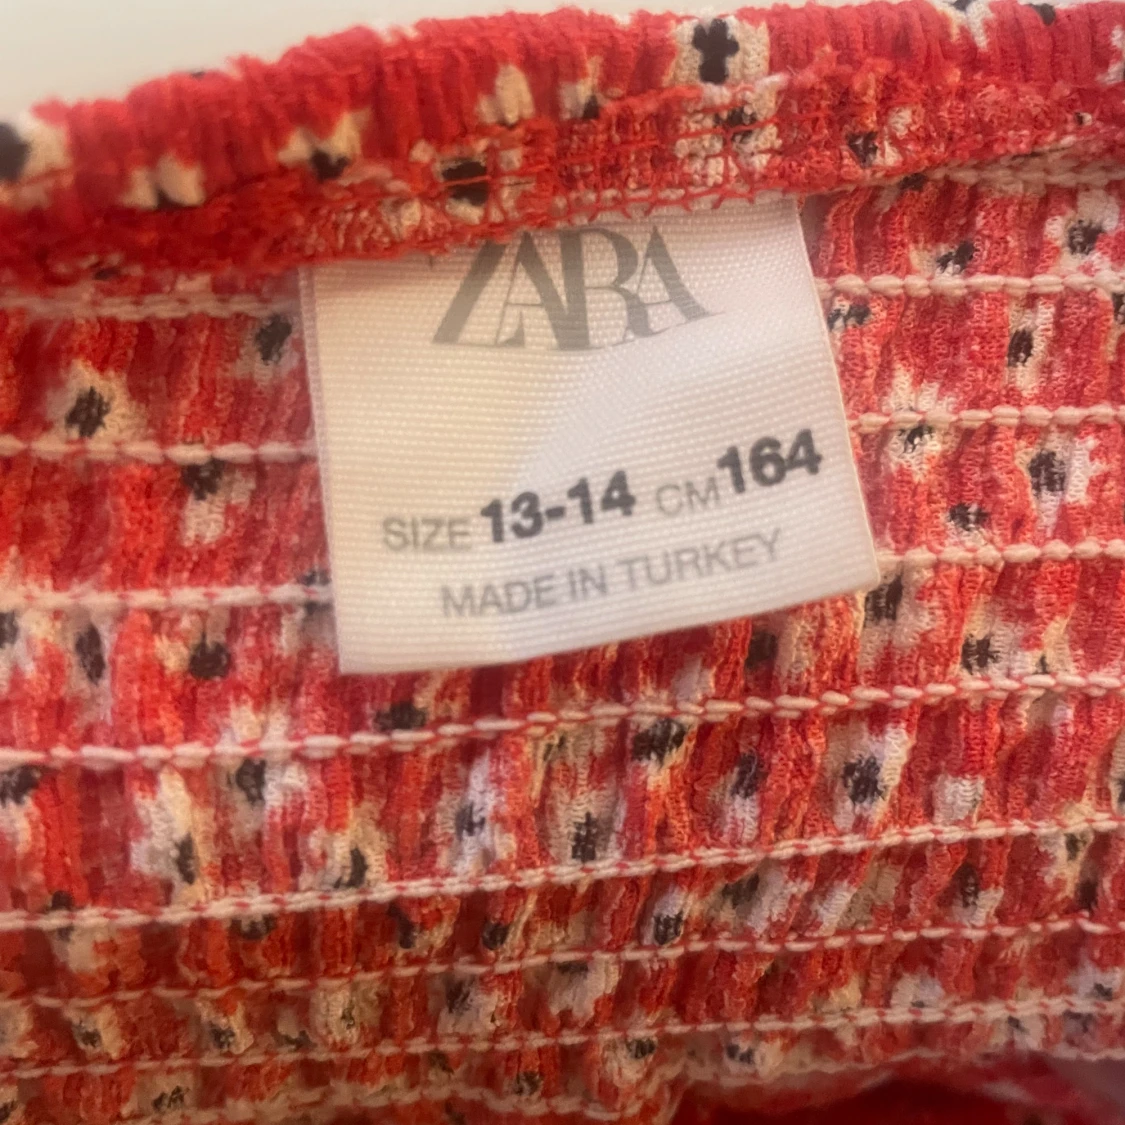 ZARA
SIZE 13-14 CM 164
MADE IN TURKEY